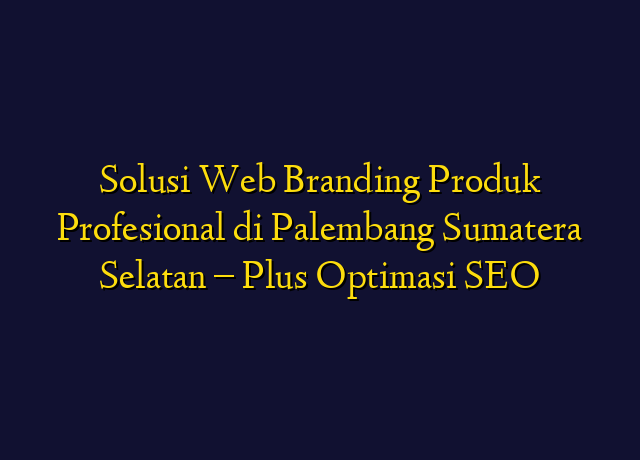 Solusi Web Branding Produk
Profesional di Palembang Sumatera
Selatan – Plus Optimasi SEO